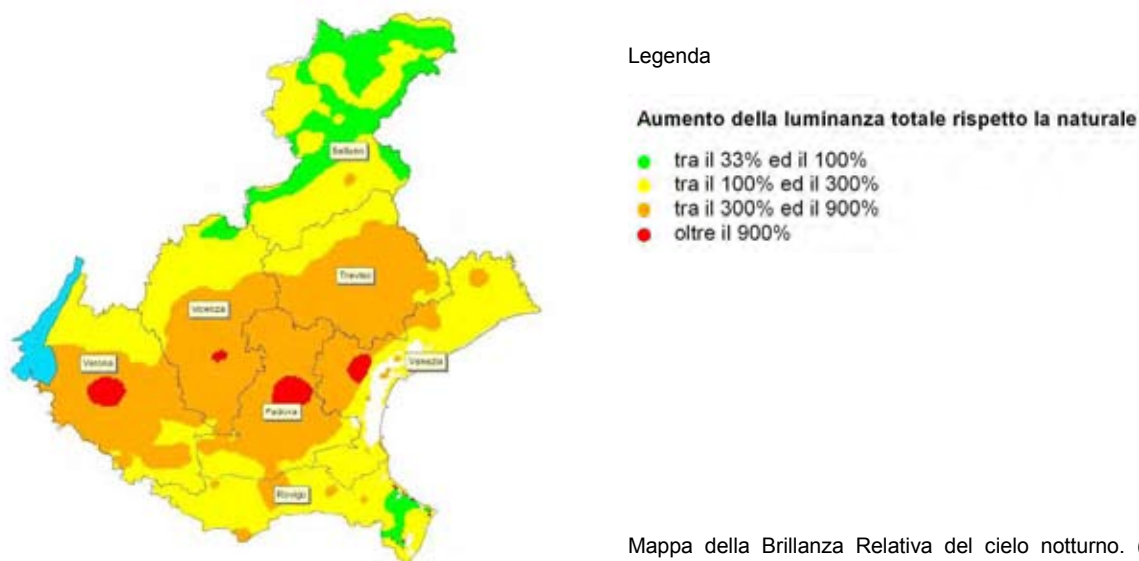 Legenda
Aumento della luminanza totale rispetto la naturale
tra il 33% ed il 100%
tra il 100% ed il 300%
tra il 300% ed il 900%
oltre il 900%
Belluno
Treviso
Vicenza
Verona
Venezia
Padova
Rovigo
Mappa della Brillanza Relativa del cielo notturno.